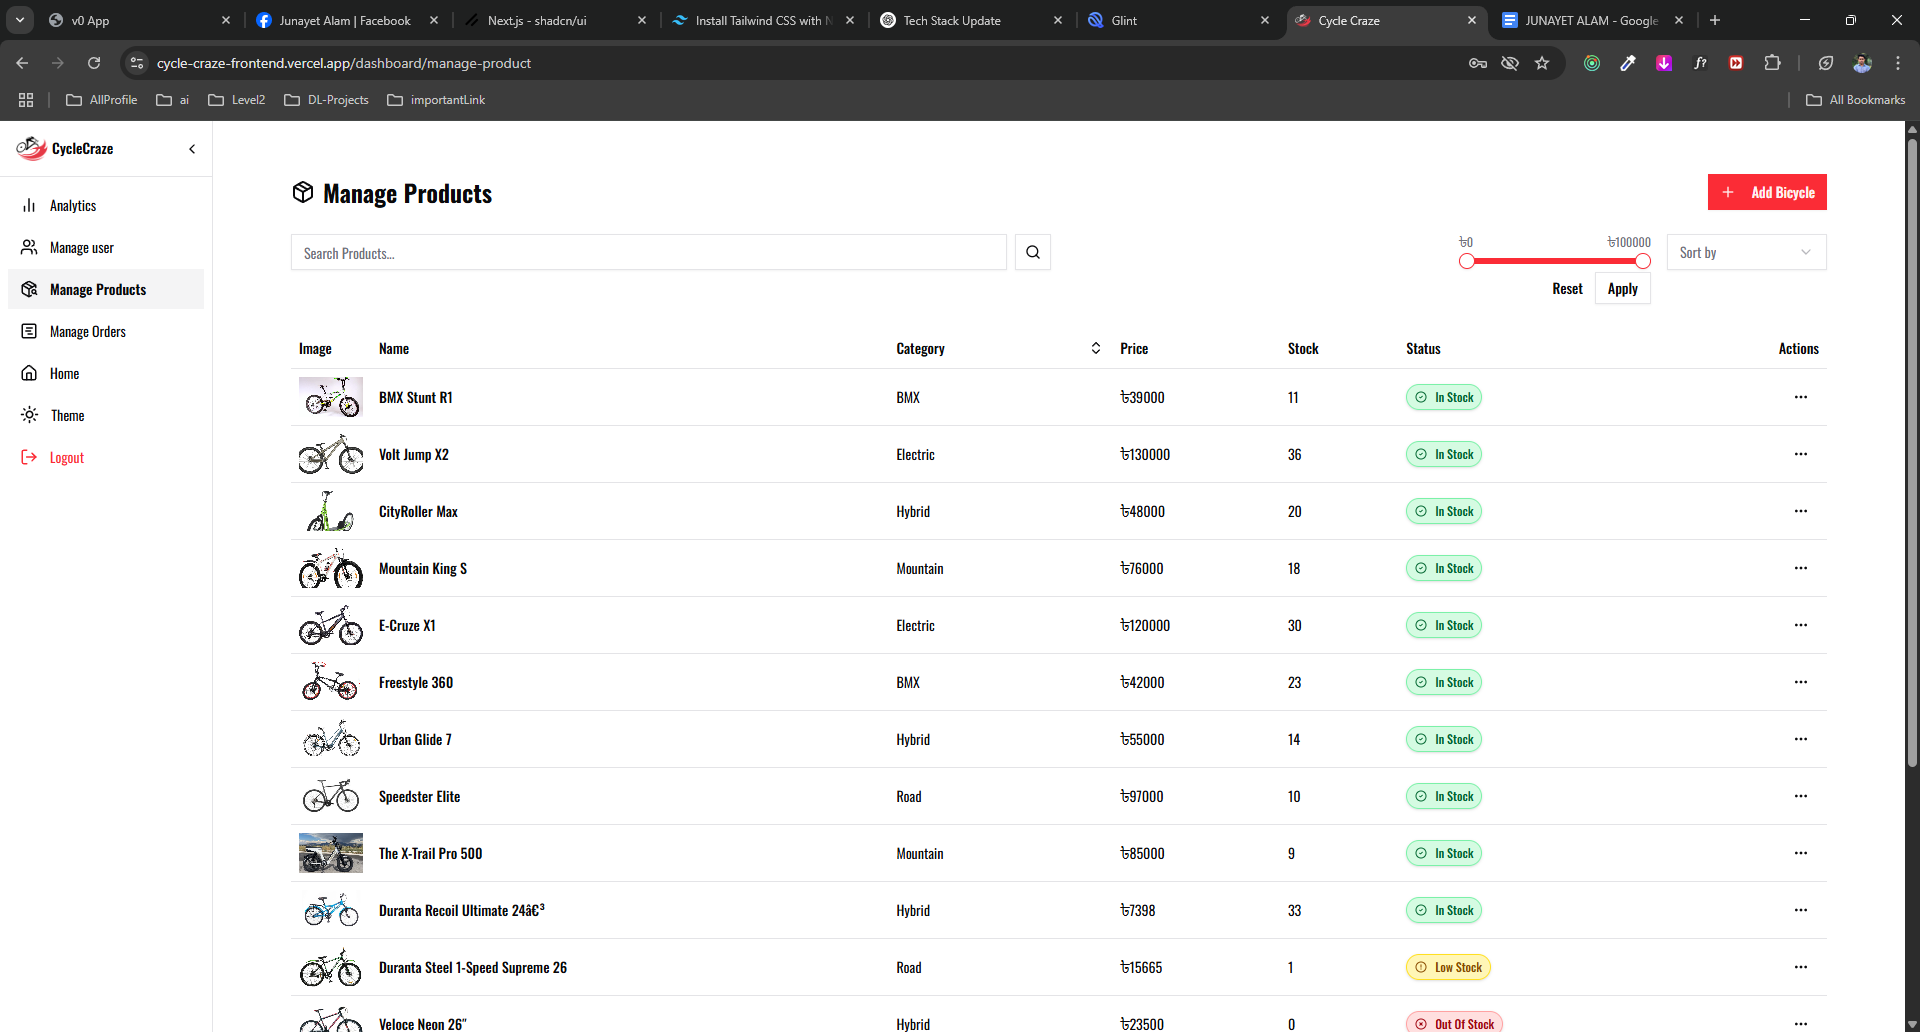 v0 App
Junayet Alam | Facebook
Next.js - shadcn/ui
Install Tailwind CSS with N
Tech Stack Update
Glint
Cycle Craze
JUNAYET ALAM - Google
cycle-craze-frontend.vercel.app/dashboard/manage-product
f?
AllProfile
ai
Level2
DL-Projects
importantLink
All Bookmarks
CycleCraze
Analytics
Manage user
Manage Products
Manage Orders
Home
Theme
Logout
Manage Products
Add Bicycle
Search Products...
৳0 ৳100000
Sort by
Reset Apply
Image Name Category Price Stock Status Actions
BMX Stunt R1 BMX ৳39000 11 In Stock
Volt Jump X2 Electric ৳130000 36 In Stock
CityRoller Max Hybrid ৳48000 20 In Stock
Mountain King S Mountain ৳76000 18 In Stock
E-Cruze X1 Electric ৳120000 30 In Stock
Freestyle 360 BMX ৳42000 23 In Stock
Urban Glide 7 Hybrid ৳55000 14 In Stock
Speedster Elite Road ৳97000 10 In Stock
The X-Trail Pro 500 Mountain ৳85000 9 In Stock
Duranta Recoil Ultimate 24â€³ Hybrid ৳7398 33 In Stock
Duranta Steel 1-Speed Supreme 26 Road ৳15665 1 Low Stock
Veloce Neon 26″ Hybrid ৳23500 0 Out Of Stock